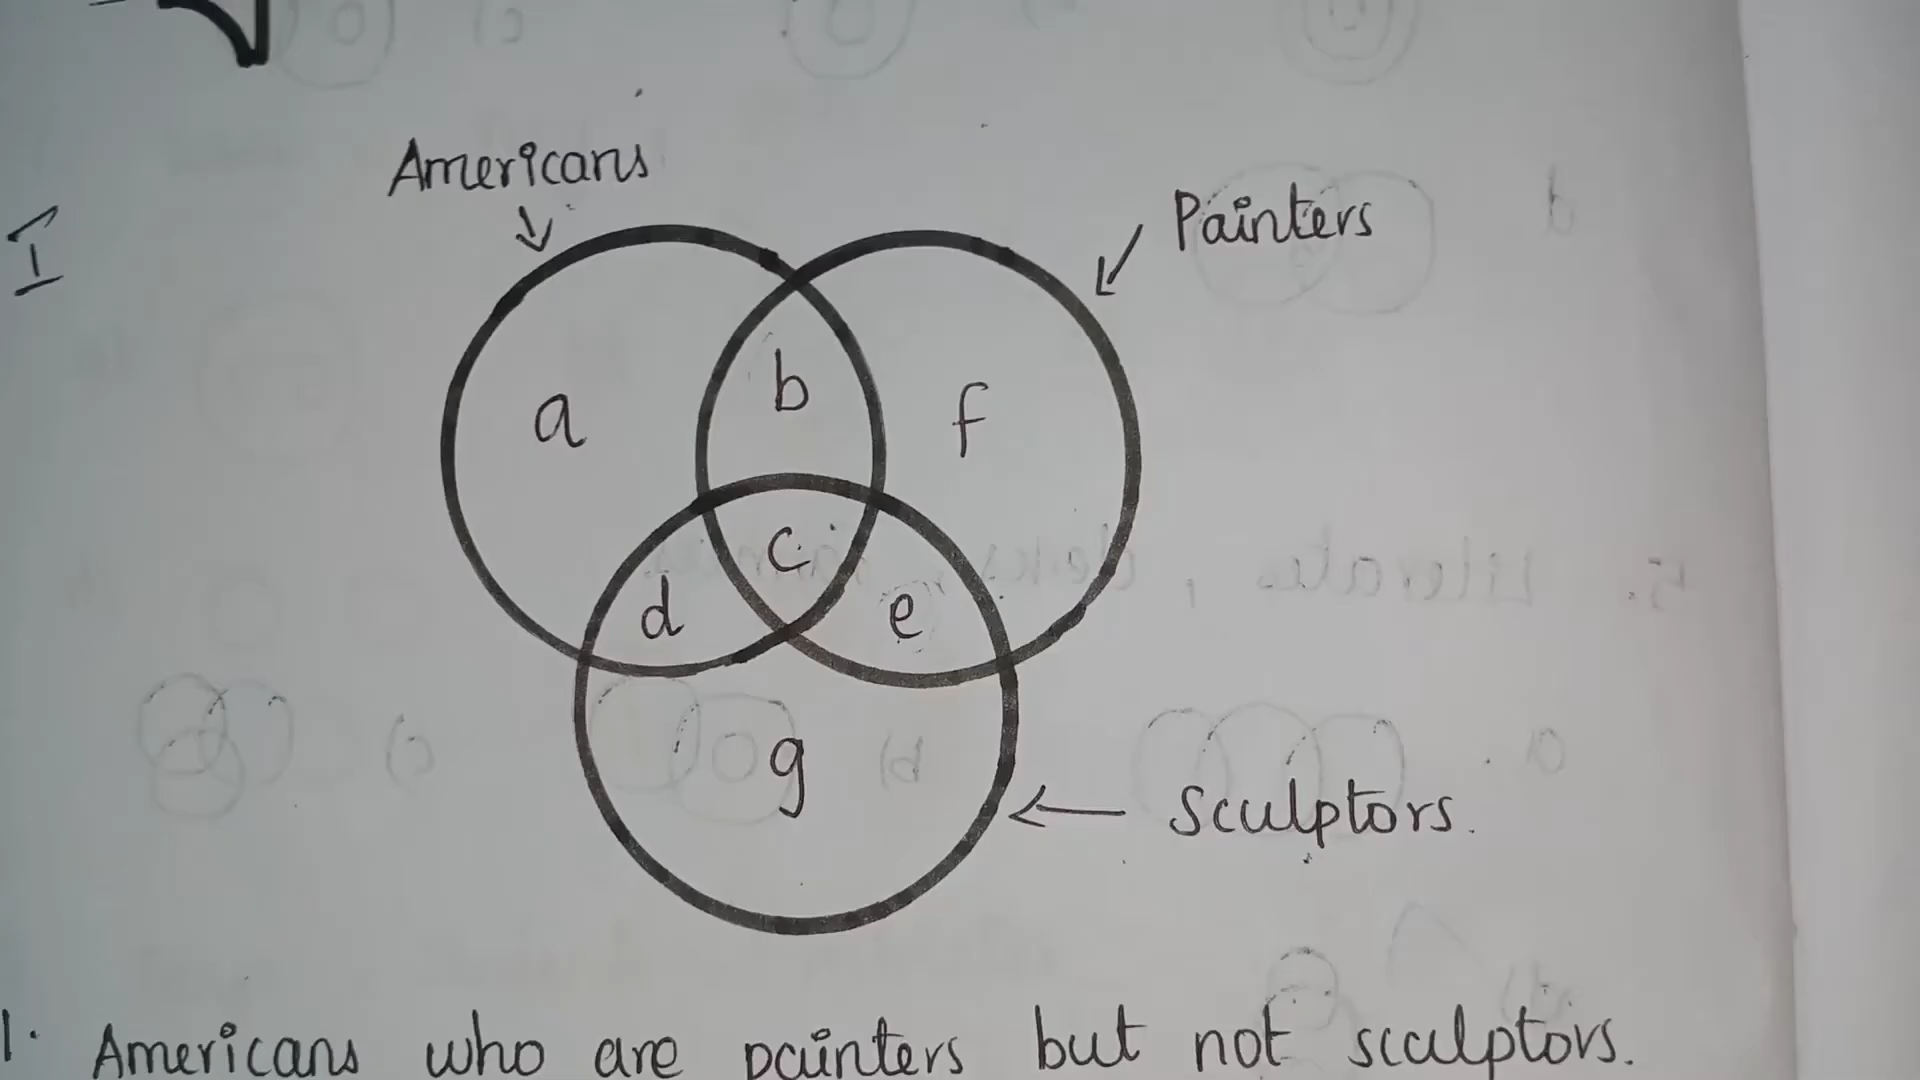 Americans
Painters
I
a
b
f
c
d
e
g
Sculptors.
1. Americans who are painters but not sculptors.